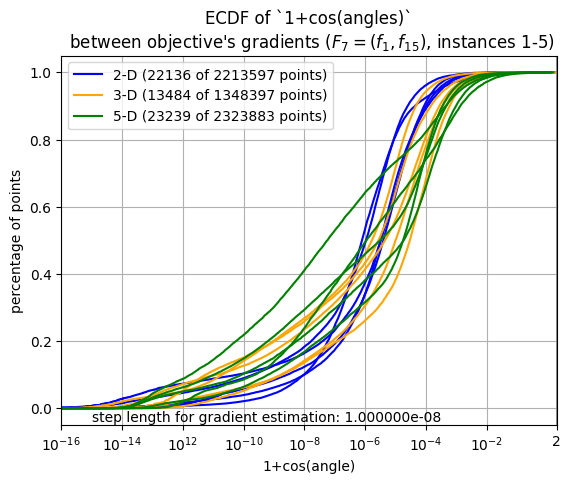 ECDF of `1+cos(angles)`
between objective's gradients (F₇ = (f₁, f₁₅), instances 1-5)
2-D (22136 of 2213597 points)
3-D (13484 of 1348397 points)
5-D (23239 of 2323883 points)
1.0
0.8
0.6
0.4
0.2
0.0
percentage of points
step length for gradient estimation: 1.000000e-08
10⁻¹⁶ 10⁻¹⁴ 10⁻¹² 10⁻¹⁰ 10⁻⁸ 10⁻⁶ 10⁻⁴ 10⁻² 2
1+cos(angle)